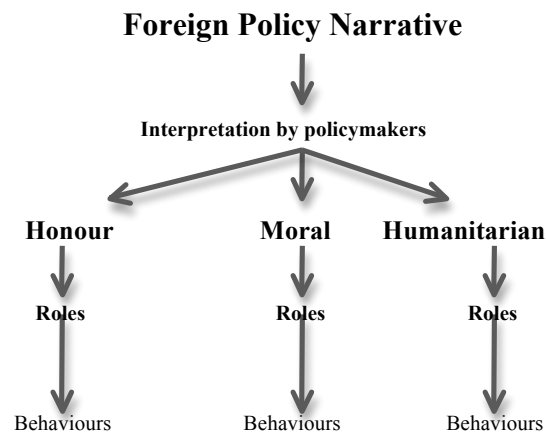 Foreign Policy Narrative
Interpretation by policymakers
Honour Moral Humanitarian
Roles Roles Roles
Behaviours Behaviours Behaviours